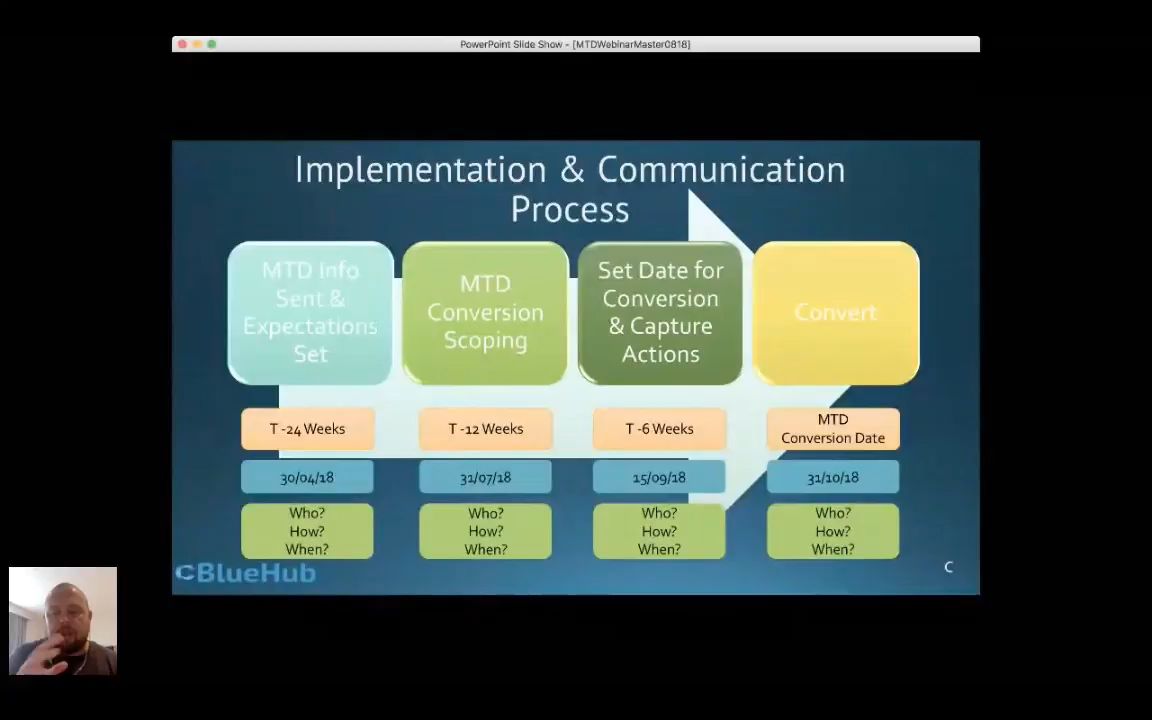 PowerPoint Slide Show - [MTDWebinarMaster0818]
Implementation & Communication
Process
MTD Info
Sent &
Expectations
Set
MTD
Conversion
Scoping
Set Date for
Conversion
& Capture
Actions
Convert
T -24 Weeks
T -12 Weeks
T -6 Weeks
MTD
Conversion Date
30/04/18
31/07/18
15/09/18
31/10/18
Who?
How?
When?
Who?
How?
When?
Who?
How?
When?
Who?
How?
When?
BlueHub
C